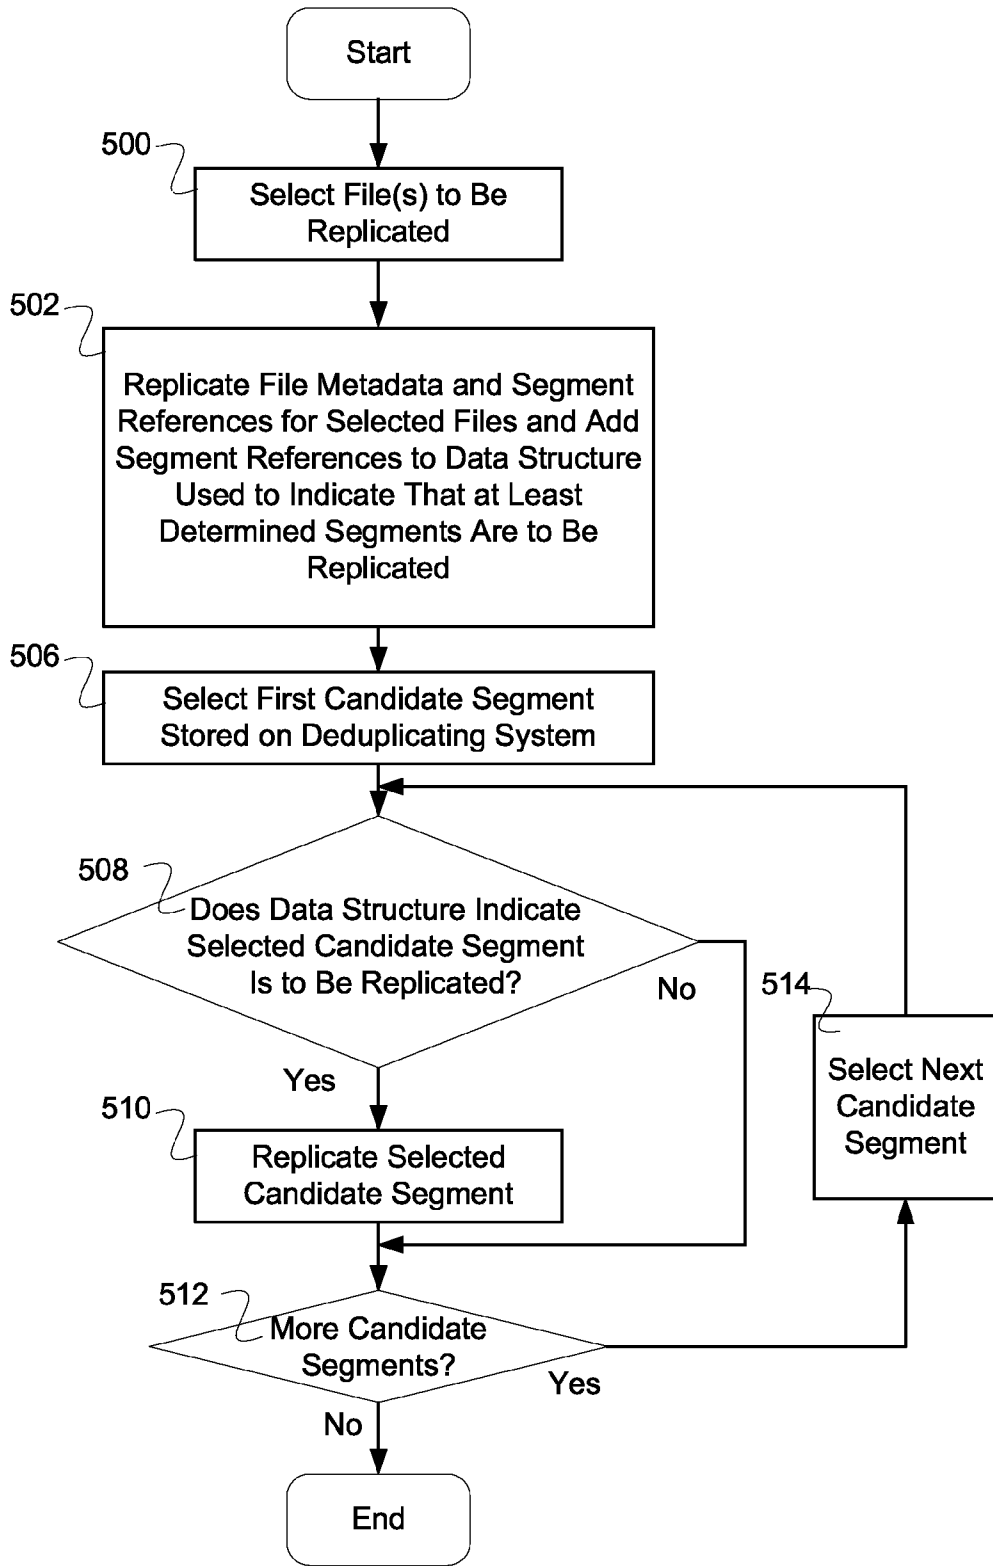 Start
500
Select File(s) to Be
Replicated
502
Replicate File Metadata and Segment
References for Selected Files and Add
Segment References to Data Structure
Used to Indicate That at Least
Determined Segments Are to Be
Replicated
506
Select First Candidate Segment
Stored on Deduplicating System
508
Does Data Structure Indicate
Selected Candidate Segment
Is to Be Replicated?
No
Yes
514
Select Next
Candidate
Segment
510
Replicate Selected
Candidate Segment
512
More Candidate
Segments?
Yes
No
End